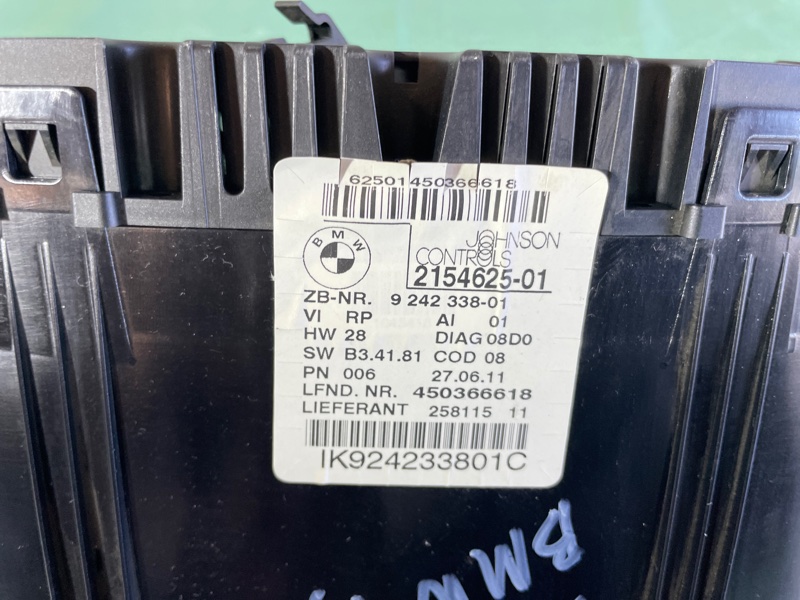 62501450366618
BMW
JOHNSON
CONTROLS
2154625-01
ZB-NR. 9 242 338-01
VI RP AI 01
HW 28 DIAG 08D0
SW B3.41.81 COD 08
PN 006 27.06.11
LFND. NR. 450366618
LIEFERANT 258115 11
IK924233801C
BMW